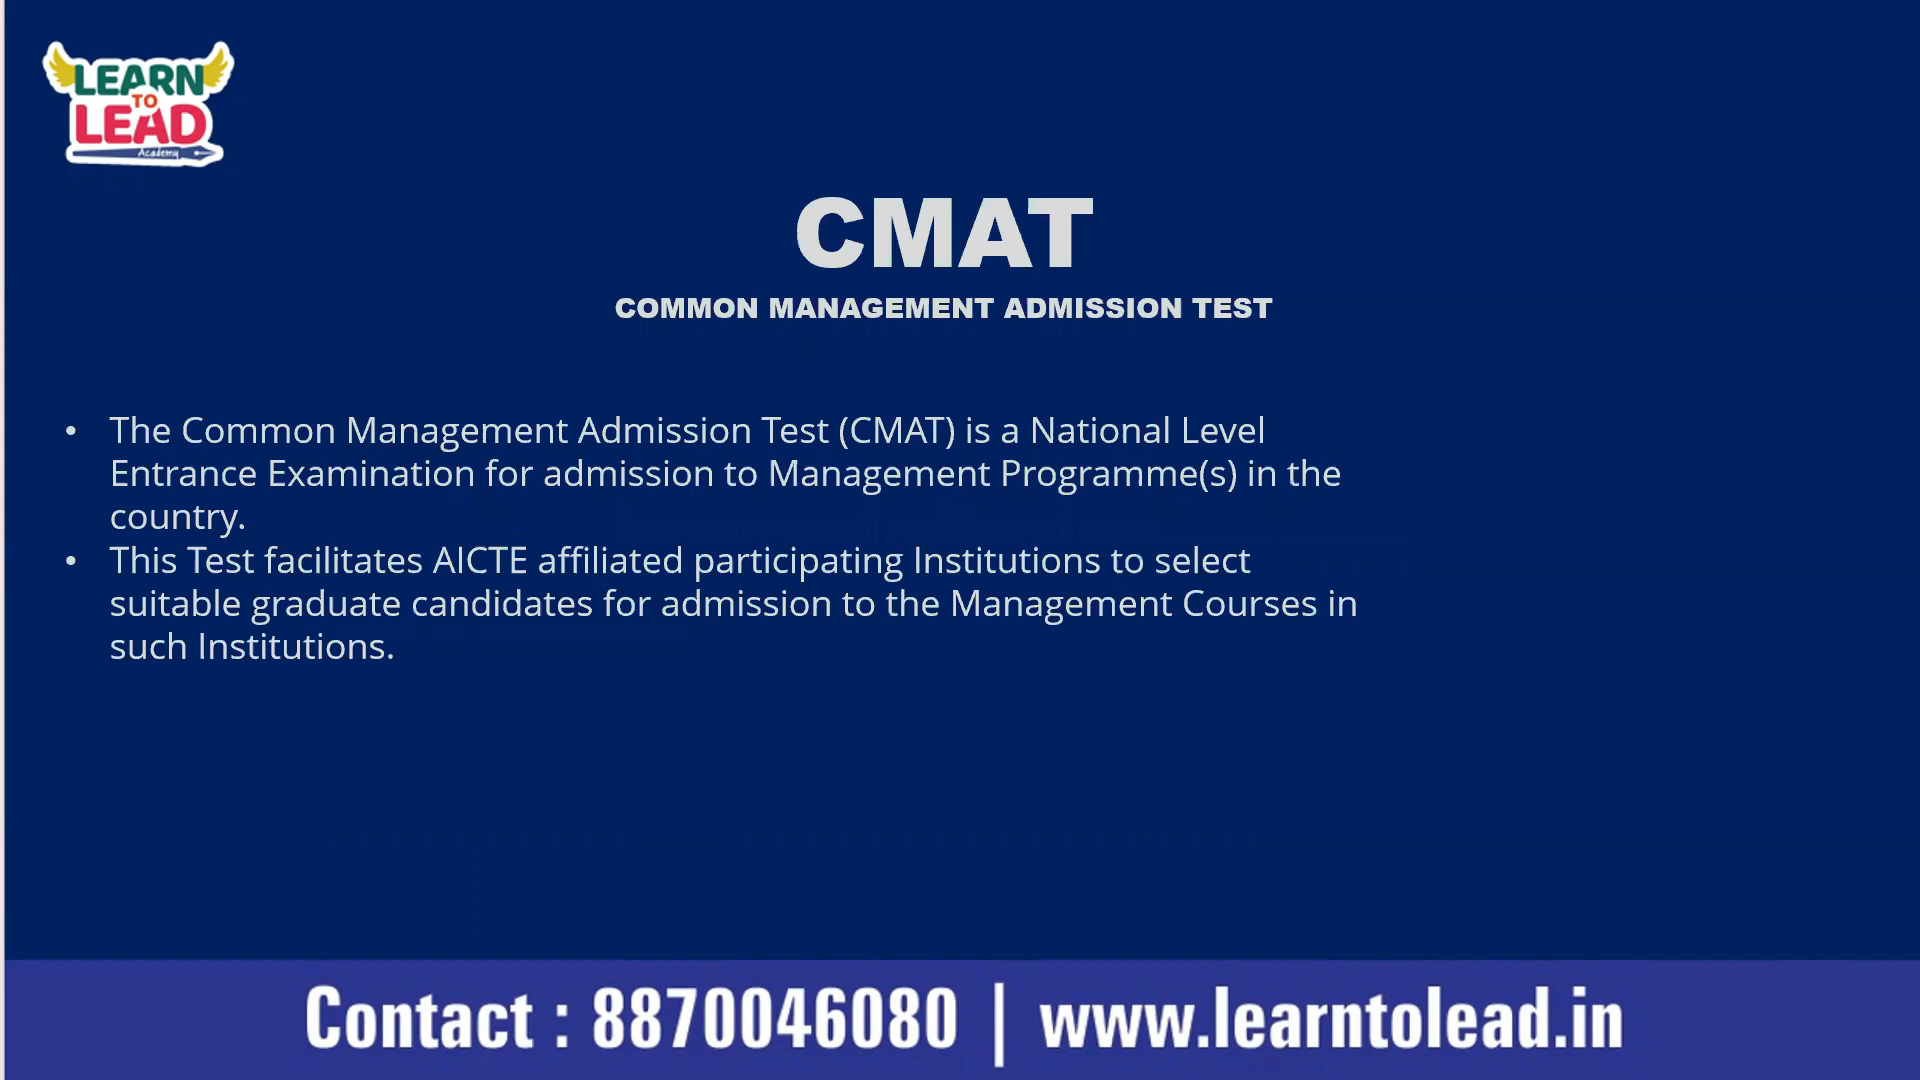 LEARN
TO
LEAD
Academy
CMAT
COMMON MANAGEMENT ADMISSION TEST
• The Common Management Admission Test (CMAT) is a National Level
Entrance Examination for admission to Management Programme(s) in the
country.
• This Test facilitates AICTE affiliated participating Institutions to select
suitable graduate candidates for admission to the Management Courses in
such Institutions.
Contact : 8870046080 | www.learntolead.in